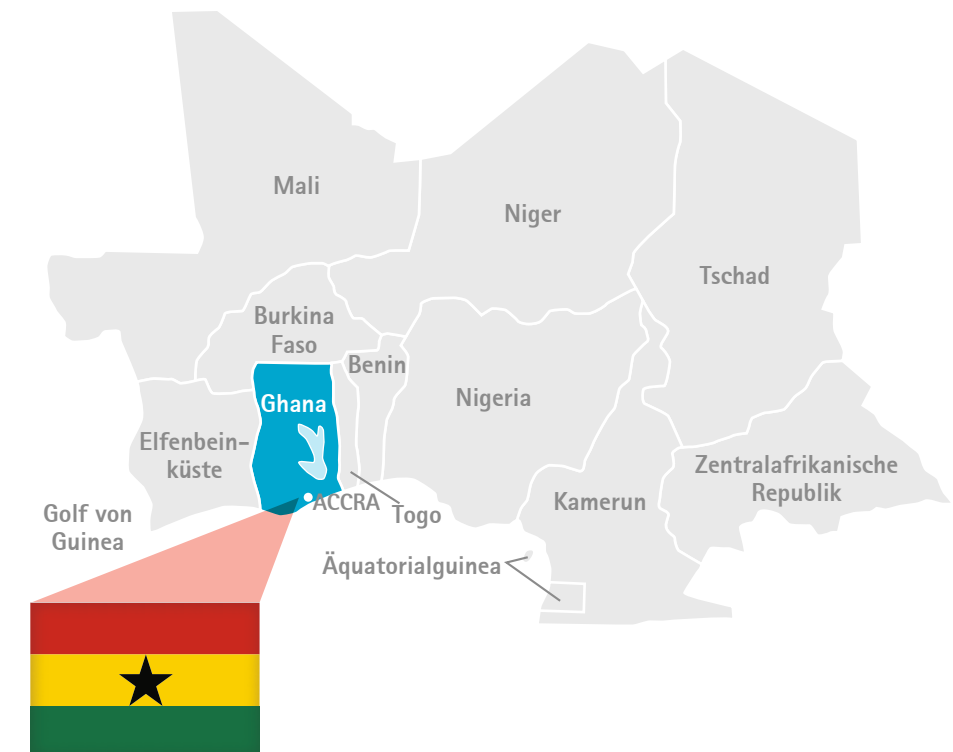 Mali
Niger
Tschad
Burkina
Faso
Benin
Ghana
Nigeria
Elfenbein-
küste
Zentralafrikanische
Republik
Kamerun
ACCRA
Togo
Golf von
Guinea
Äquatorialguinea